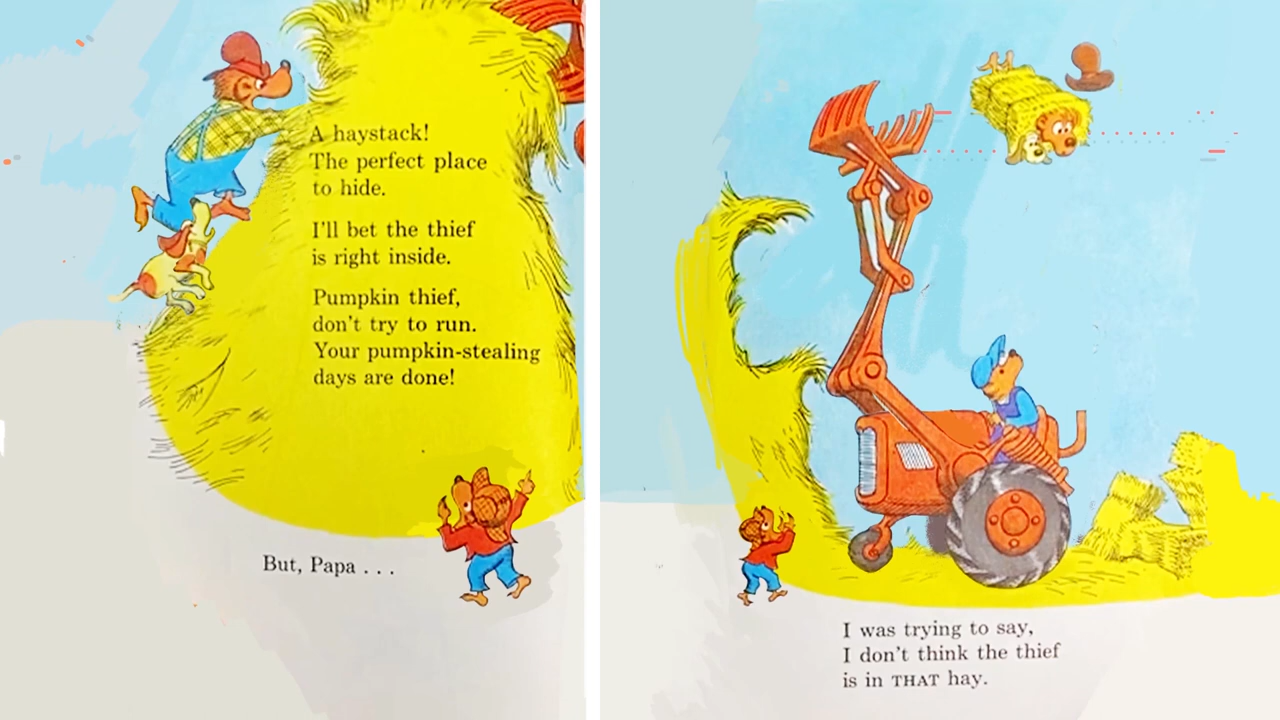 A haystack!
The perfect place
to hide.
I'll bet the thief
is right inside.
Pumpkin thief,
don't try to run.
Your pumpkin-stealing
days are done!
But, Papa . . .
I was trying to say,
I don't think the thief
is in THAT hay.